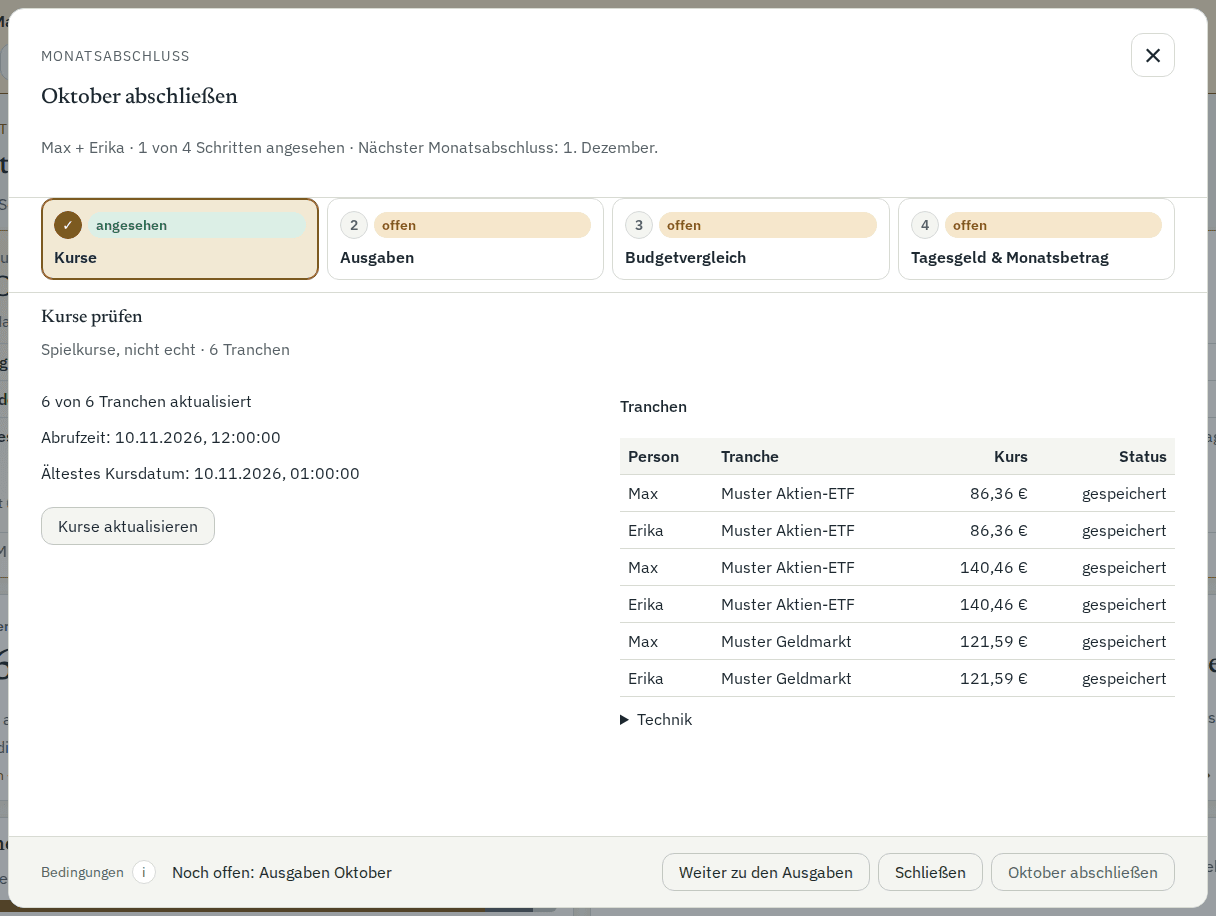 MONATSABSCHLUSS
Oktober abschließen
Max + Erika · 1 von 4 Schritten angesehen · Nächster Monatsabschluss: 1. Dezember.
✓ angesehen
Kurse
2 offen
Ausgaben
3 offen
Budgetvergleich
4 offen
Tagesgeld & Monatsbetrag
Kurse prüfen
Spielkurse, nicht echt · 6 Tranchen
6 von 6 Tranchen aktualisiert
Abrufzeit: 10.11.2026, 12:00:00
Ältestes Kursdatum: 10.11.2026, 01:00:00
Kurse aktualisieren
Tranchen
Person Tranche Kurs Status
Max Muster Aktien-ETF 86,36 € gespeichert
Erika Muster Aktien-ETF 86,36 € gespeichert
Max Muster Aktien-ETF 140,46 € gespeichert
Erika Muster Aktien-ETF 140,46 € gespeichert
Max Muster Geldmarkt 121,59 € gespeichert
Erika Muster Geldmarkt 121,59 € gespeichert
Technik
Bedingungen i Noch offen: Ausgaben Oktober
Weiter zu den Ausgaben
Schließen
Oktober abschließen